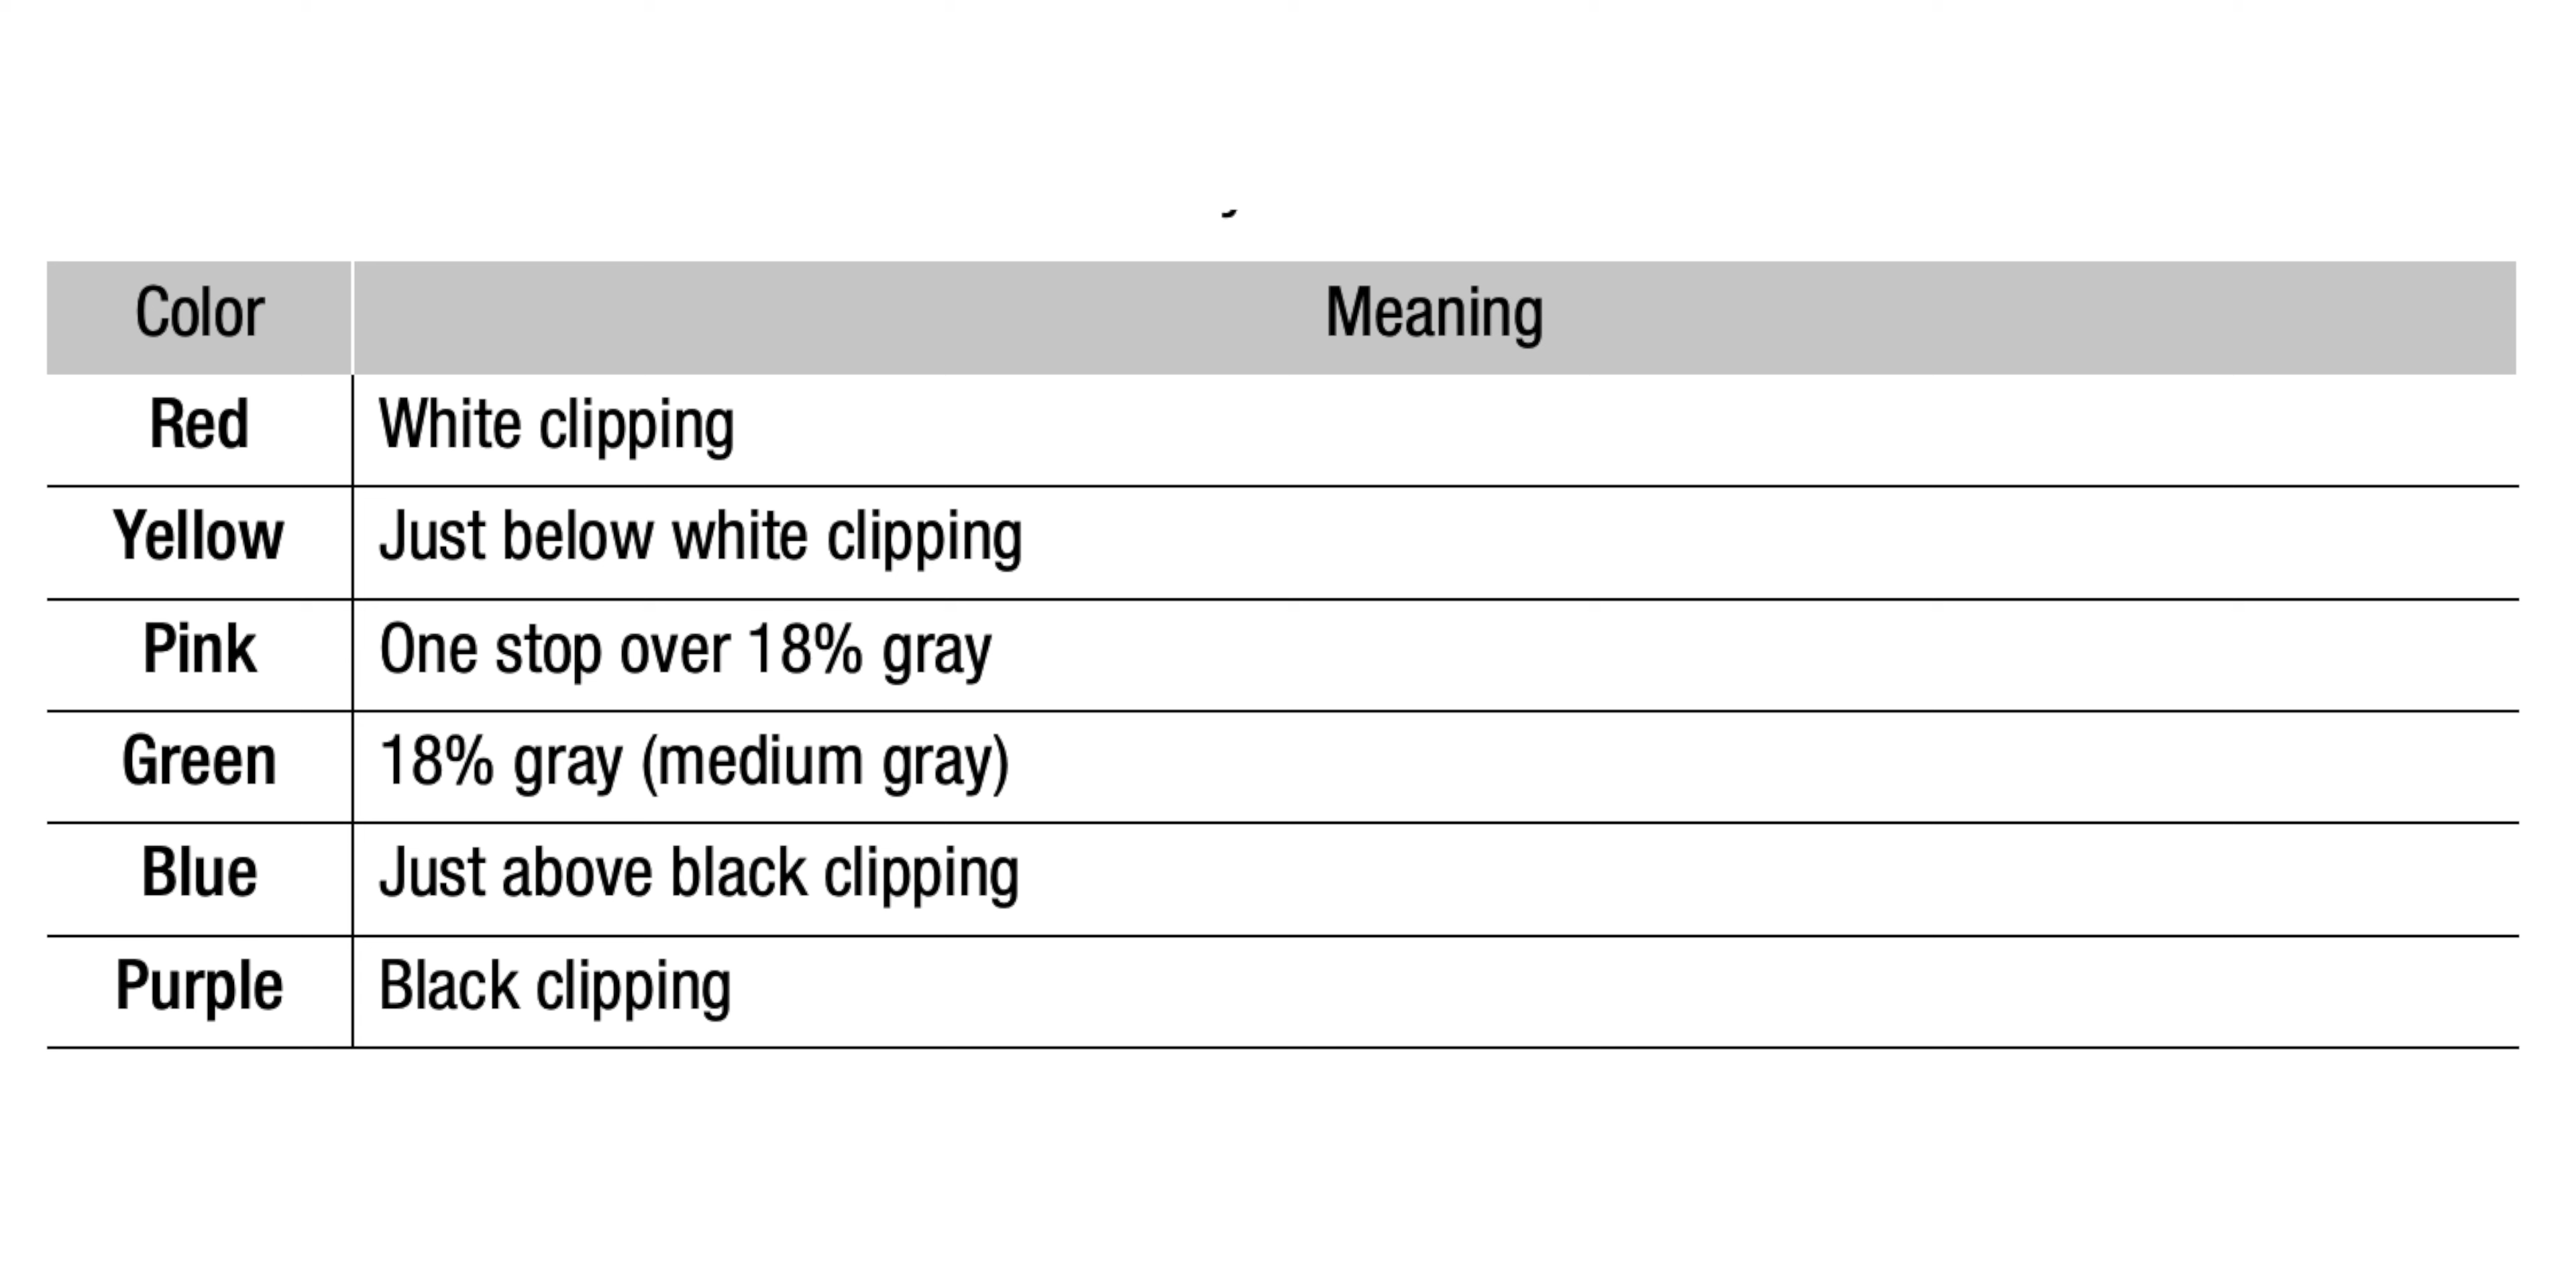 Color Meaning
Red White clipping
Yellow Just below white clipping
Pink One stop over 18% gray
Green 18% gray (medium gray)
Blue Just above black clipping
Purple Black clipping